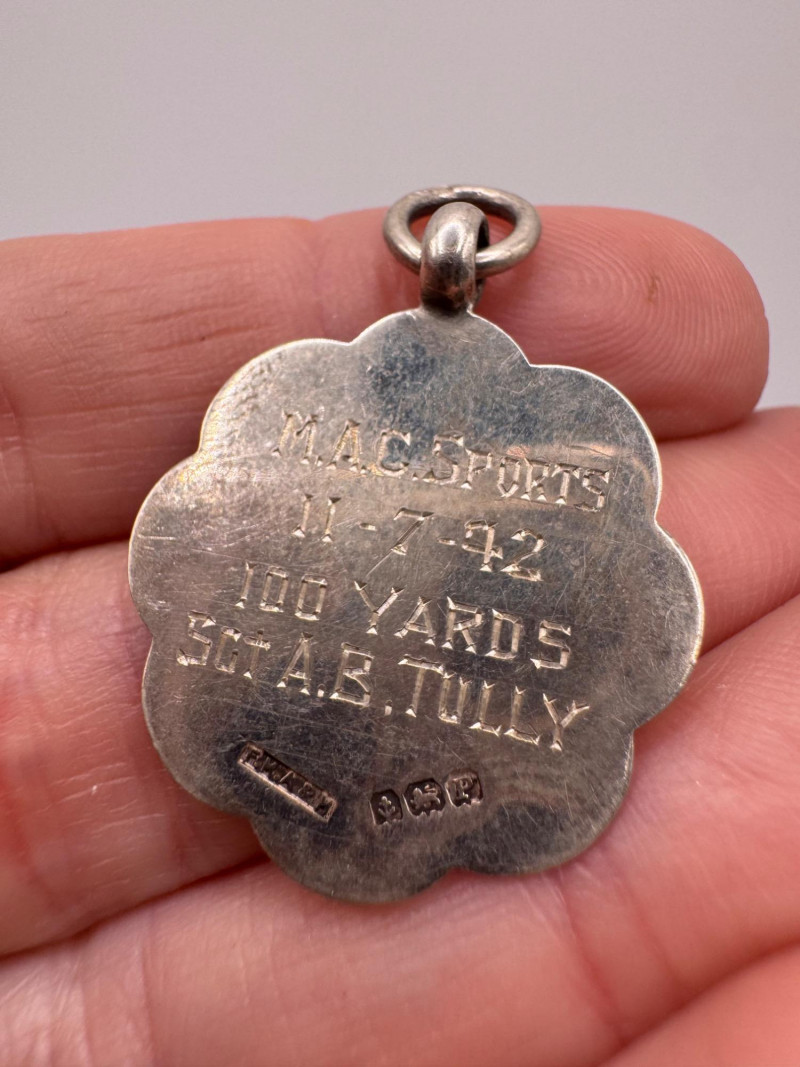 M.A.C. SPORTS
11-7-42
100 YARDS
Sgt A.B. TULLY
P